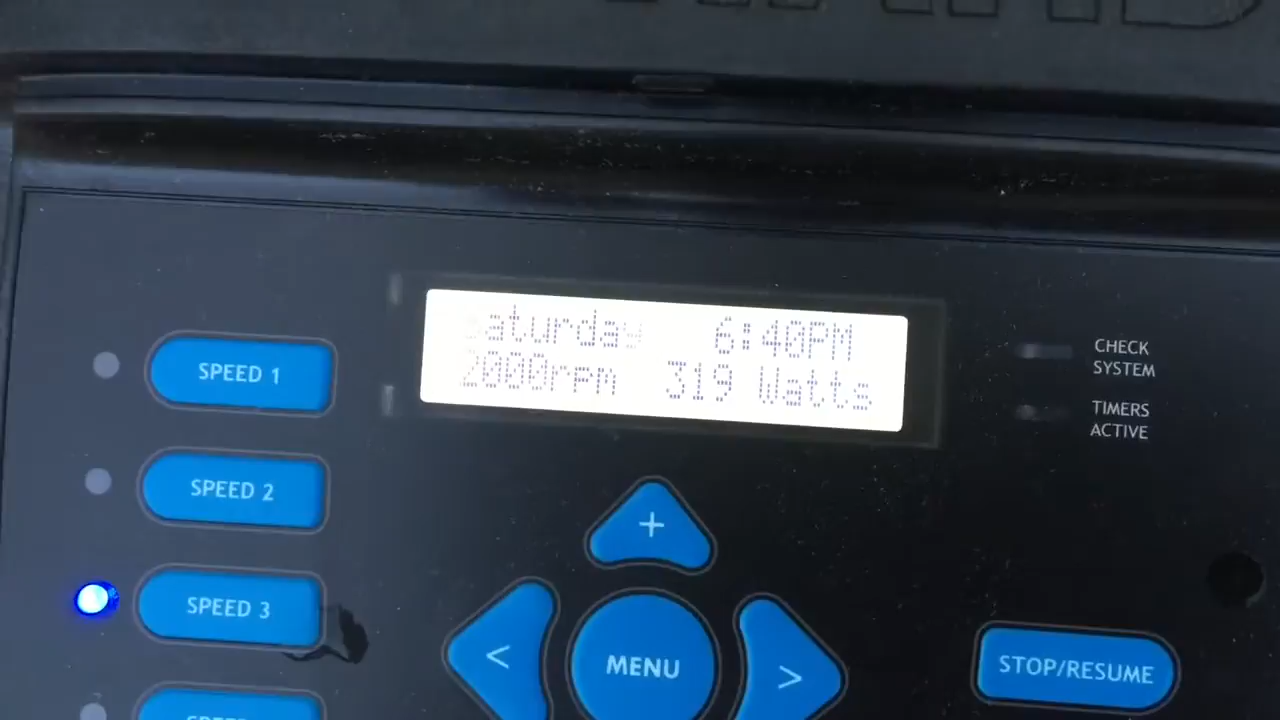 Saturday 6:40PM
2000rpm 319 Watts
CHECK
SYSTEM
TIMERS
ACTIVE
SPEED 1
SPEED 2
SPEED 3
+
<
MENU
>
STOP/RESUME